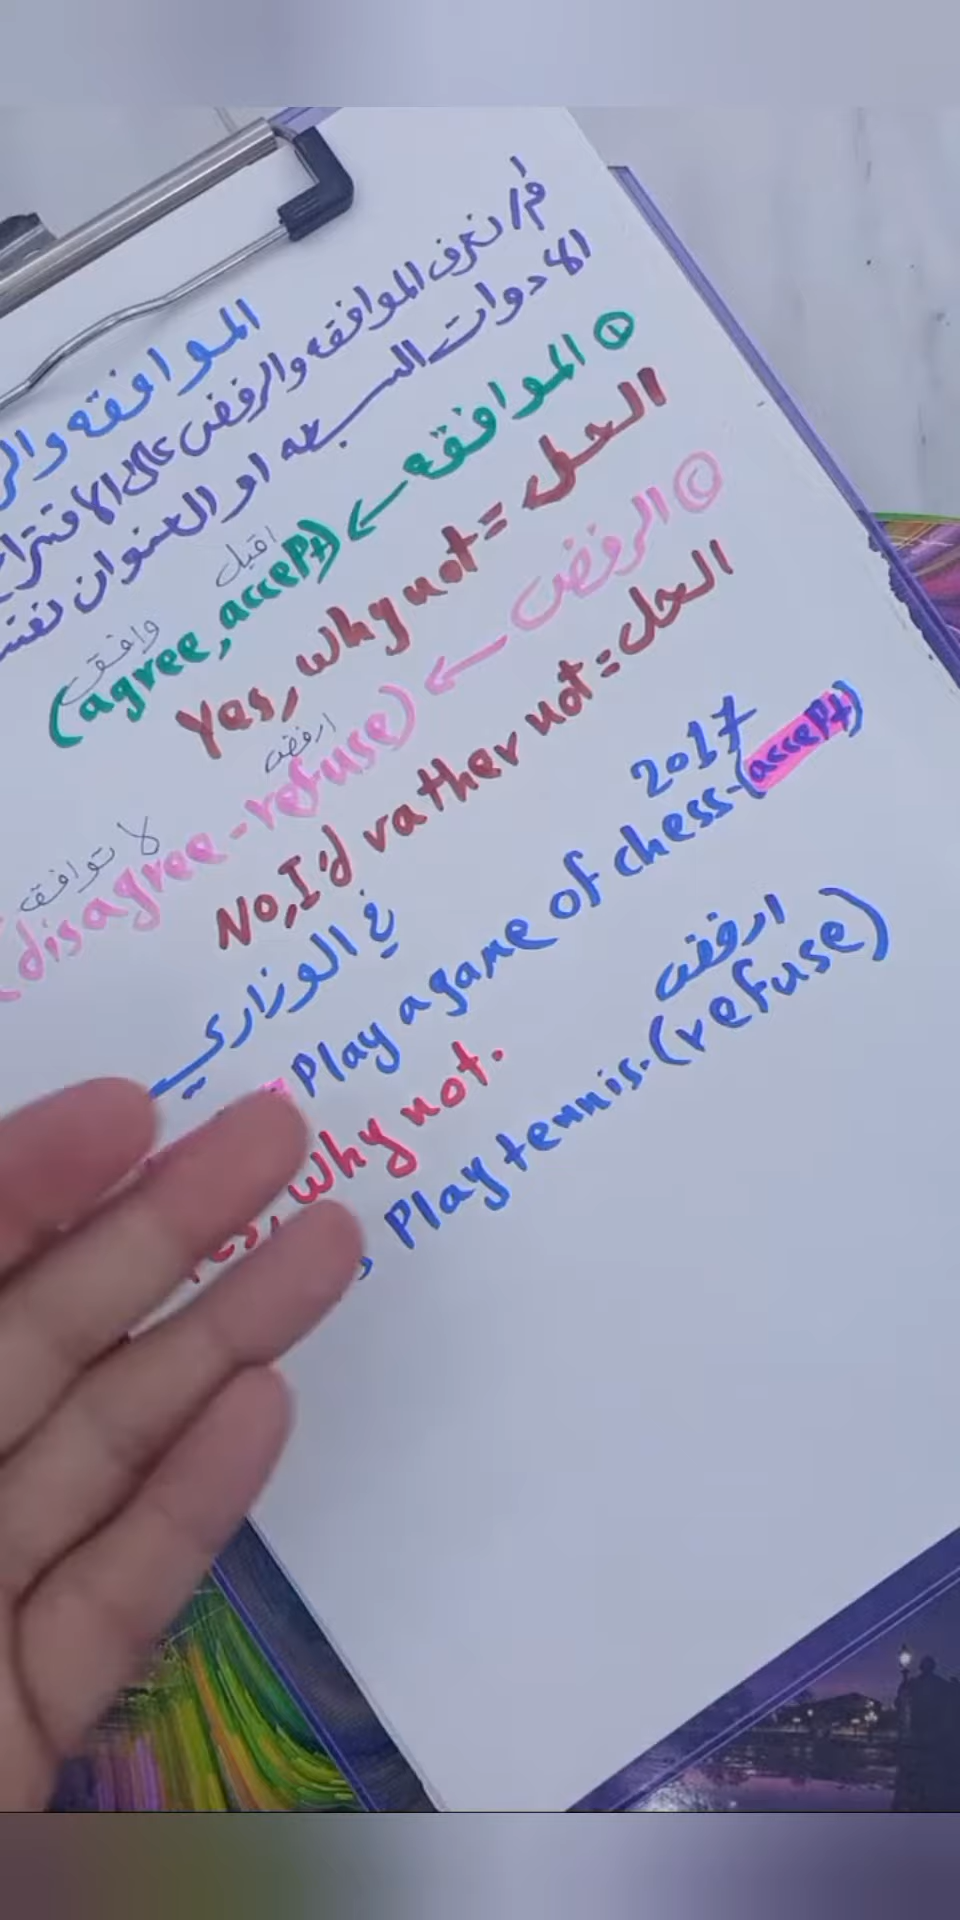 الموافقه والر
م/ نعرف الموافقه والرفض على الاقترا
الادوات السبعه او العنوان نفس
① الموافقه ← (agree, accept)
وافق اقبل
Yes, why not = الحل
② الرفض ← (disagree - refuse)
لا توافق ارفض
No, I'd rather not = الحل
في الوزاري
2017
Play a game of chess. (accept)
Yes, why not.
ارفض
, Play tennis. (refuse)